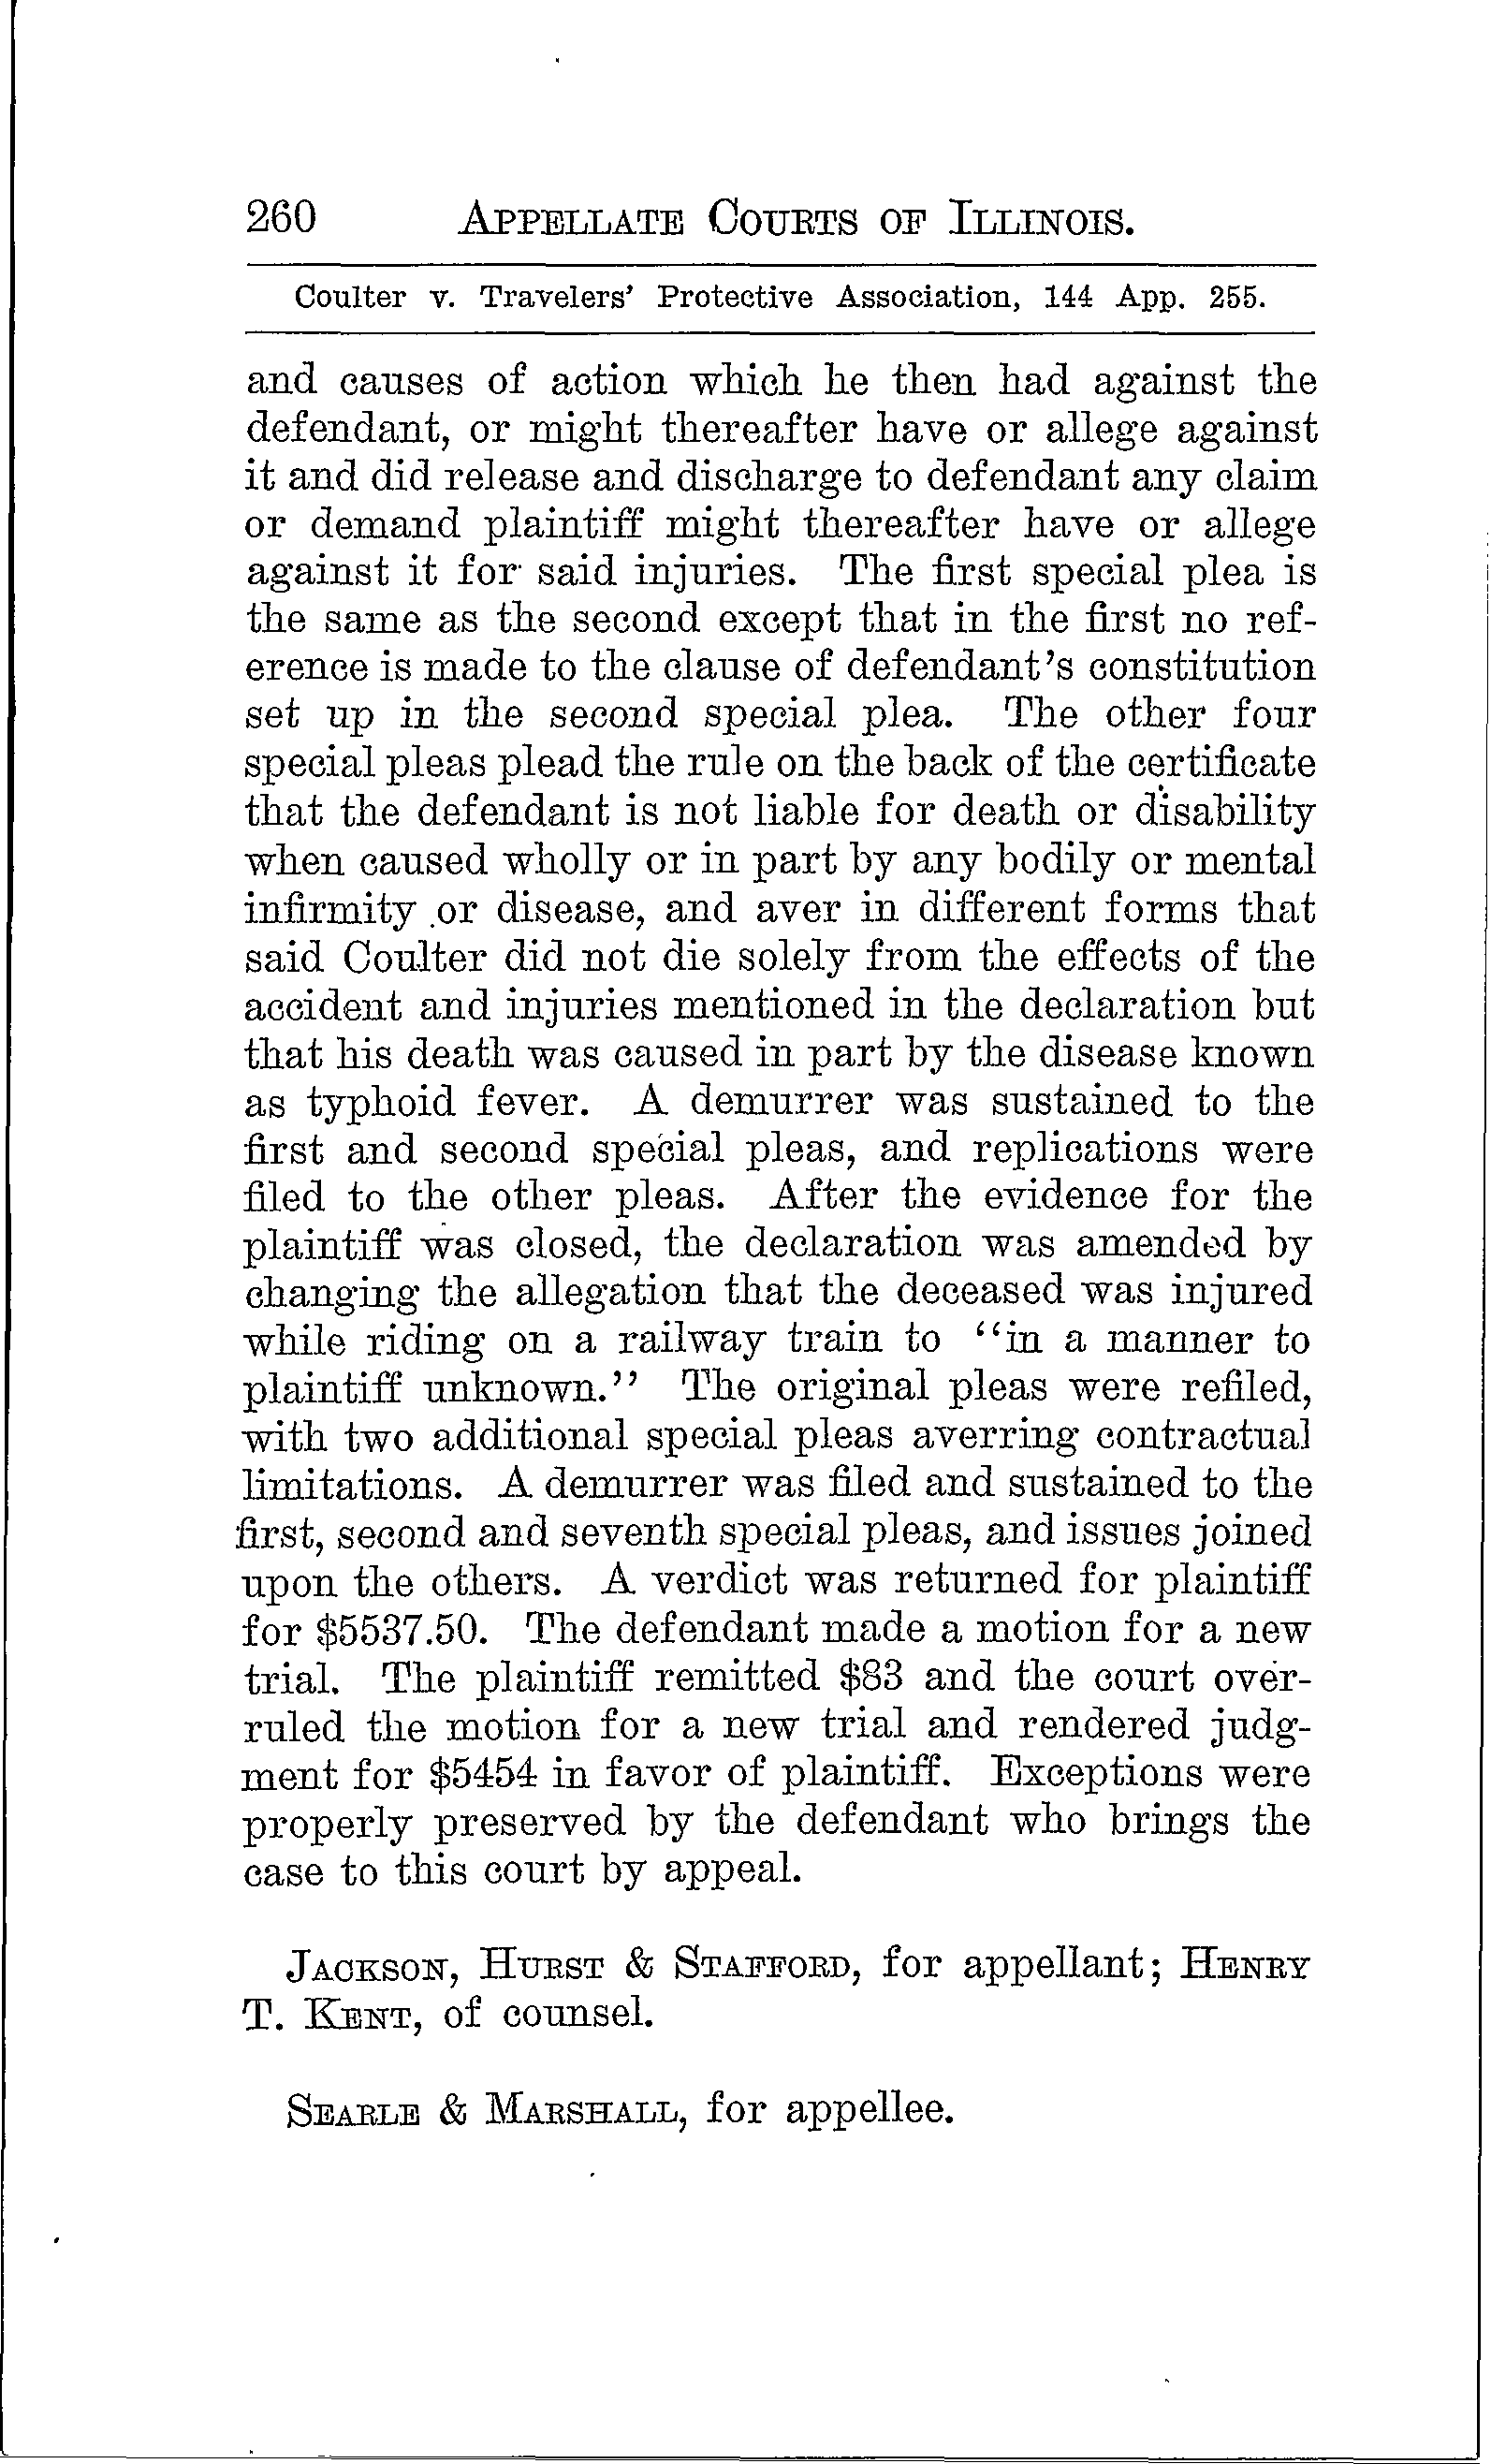 260 APPELLATE COURTS OF ILLINOIS.
Coulter v. Travelers' Protective Association, 144 App. 255.
and causes of action which he then had against the
defendant, or might thereafter have or allege against
it and did release and discharge to defendant any claim
or demand plaintiff might thereafter have or allege
against it for said injuries. The first special plea is
the same as the second except that in the first no ref-
erence is made to the clause of defendant's constitution
set up in the second special plea. The other four
special pleas plead the rule on the back of the certificate
that the defendant is not liable for death or disability
when caused wholly or in part by any bodily or mental
infirmity or disease, and aver in different forms that
said Coulter did not die solely from the effects of the
accident and injuries mentioned in the declaration but
that his death was caused in part by the disease known
as typhoid fever. A demurrer was sustained to the
first and second special pleas, and replications were
filed to the other pleas. After the evidence for the
plaintiff was closed, the declaration was amended by
changing the allegation that the deceased was injured
while riding on a railway train to "in a manner to
plaintiff unknown." The original pleas were refiled,
with two additional special pleas averring contractual
limitations. A demurrer was filed and sustained to the
first, second and seventh special pleas, and issues joined
upon the others. A verdict was returned for plaintiff
for $5537.50. The defendant made a motion for a new
trial. The plaintiff remitted $83 and the court over-
ruled the motion for a new trial and rendered judg-
ment for $5454 in favor of plaintiff. Exceptions were
properly preserved by the defendant who brings the
case to this court by appeal.
JACKSON, HURST & STAFFORD, for appellant; HENRY
T. KENT, of counsel.
SEARLE & MARSHALL, for appellee.